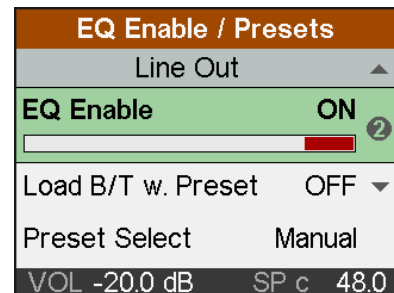 EQ Enable / Presets
Line Out
EQ Enable ON
2
Load B/T w. Preset OFF
Preset Select Manual
VOL -20.0 dB SP c 48.0